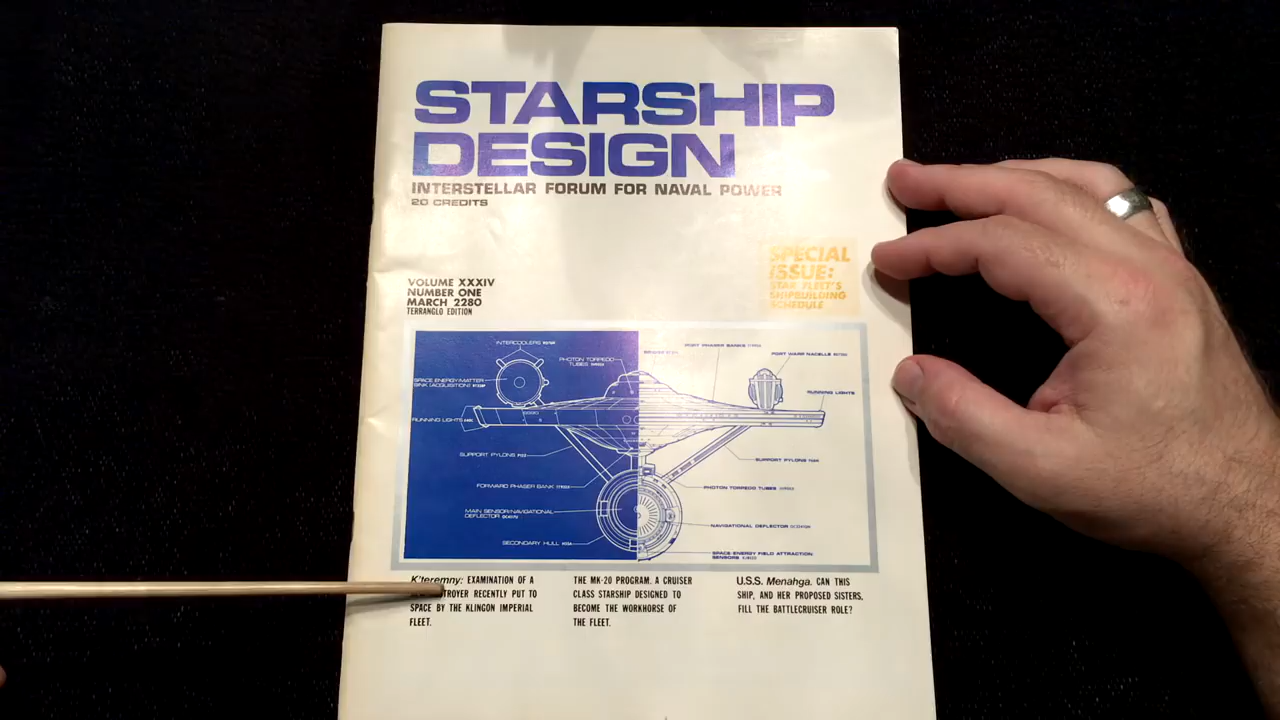 STARSHIP
DESIGN
INTERSTELLAR FORUM FOR NAVAL POWER
20 CREDITS
SPECIAL
ISSUE:
STAR FLEET'S
SHIPBUILDING
SCHEDULE
VOLUME XXXIV
NUMBER ONE
MARCH 2280
TERRANGLO EDITION
INTERCOOLERS
PHOTON TORPEDO
TUBES
SPACE ENERGY/MATTER
SINK (ACQUISITION)
RUNNING LIGHTS
SUPPORT PYLONS
FORWARD PHASER BANK
MAIN SENSOR/NAVIGATIONAL
DEFLECTOR
SECONDARY HULL
PORT PHASER BANKS
PORT WARP NACELLE
RUNNING LIGHTS
SUPPORT PYLONS
PHOTON TORPEDO TUBES
NAVIGATIONAL DEFLECTOR
SPACE ENERGY FIELD ATTRACTION
SENSORS
K'teremny: EXAMINATION OF A
RECENTLY PUT TO
SPACE BY THE KLINGON IMPERIAL
FLEET.
THE MK-20 PROGRAM. A CRUISER
CLASS STARSHIP DESIGNED TO
BECOME THE WORKHORSE OF
THE FLEET.
U.S.S. Menahga. CAN THIS
SHIP, AND HER PROPOSED SISTERS,
FILL THE BATTLECRUISER ROLE?